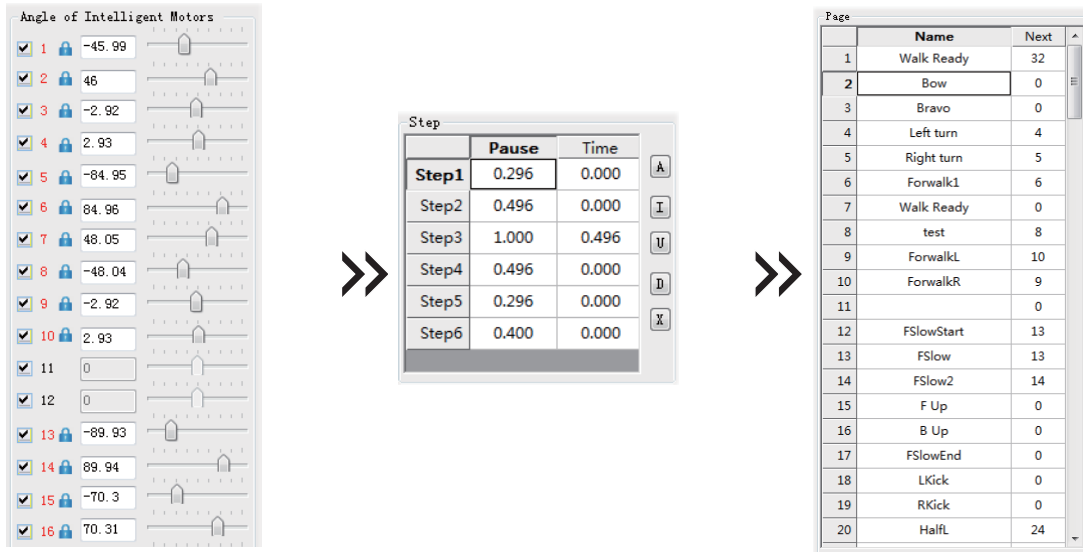 Angle of Intelligent Motors
1 -45.99
2 46
3 -2.92
4 2.93
5 -84.95
6 84.96
7 48.05
8 -48.04
9 -2.92
10 2.93
11 0
12 0
13 -89.93
14 89.94
15 -70.3
16 70.31
Step
Pause Time
Step1 0.296 0.000
Step2 0.496 0.000
Step3 1.000 0.496
Step4 0.496 0.000
Step5 0.296 0.000
Step6 0.400 0.000
A
I
U
D
X
Page
Name Next
1 Walk Ready 32
2 Bow 0
3 Bravo 0
4 Left turn 4
5 Right turn 5
6 Forwalk1 6
7 Walk Ready 0
8 test 8
9 ForwalkL 10
10 ForwalkR 9
11 0
12 FSlowStart 13
13 FSlow 13
14 FSlow2 14
15 F Up 0
16 B Up 0
17 FSlowEnd 0
18 LKick 0
19 RKick 0
20 HalfL 24